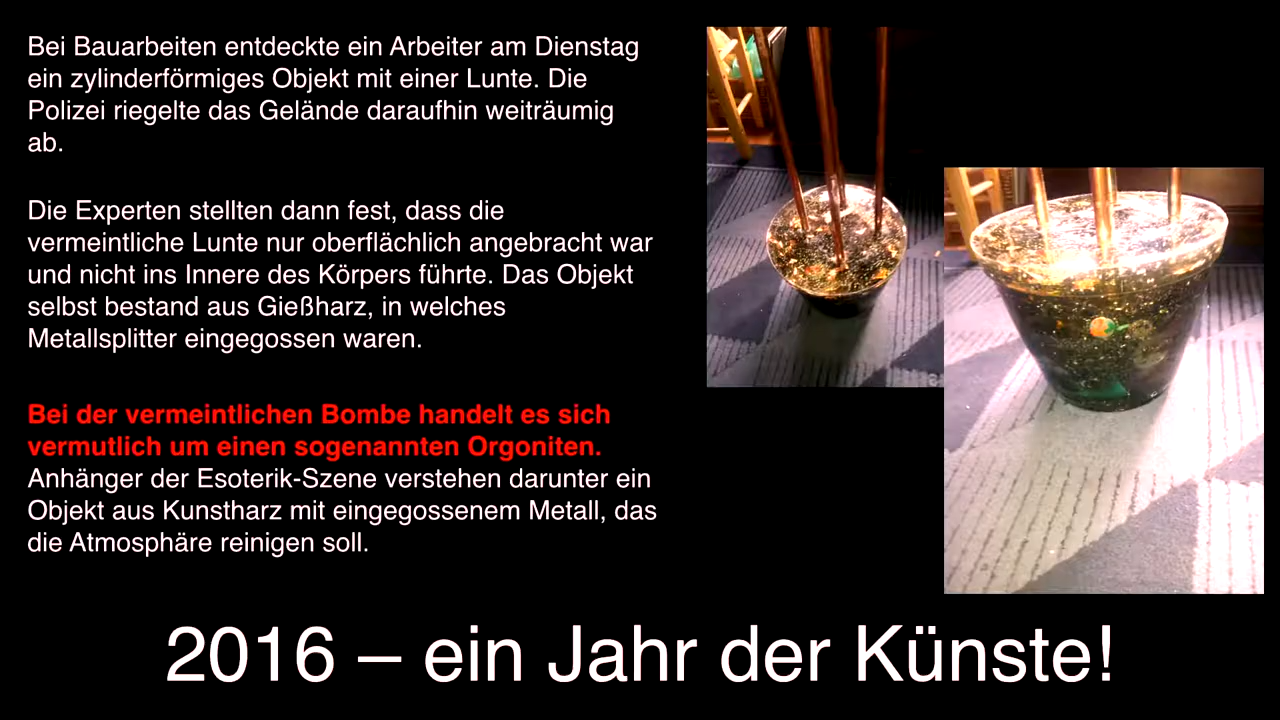 Bei Bauarbeiten entdeckte ein Arbeiter am Dienstag
ein zylinderförmiges Objekt mit einer Lunte. Die
Polizei riegelte das Gelände daraufhin weiträumig
ab.
Die Experten stellten dann fest, dass die
vermeintliche Lunte nur oberflächlich angebracht war
und nicht ins Innere des Körpers führte. Das Objekt
selbst bestand aus Gießharz, in welches
Metallsplitter eingegossen waren.
Bei der vermeintlichen Bombe handelt es sich
vermutlich um einen sogenannten Orgoniten.
Anhänger der Esoterik-Szene verstehen darunter ein
Objekt aus Kunstharz mit eingegossenem Metall, das
die Atmosphäre reinigen soll.
2016 – ein Jahr der Künste!